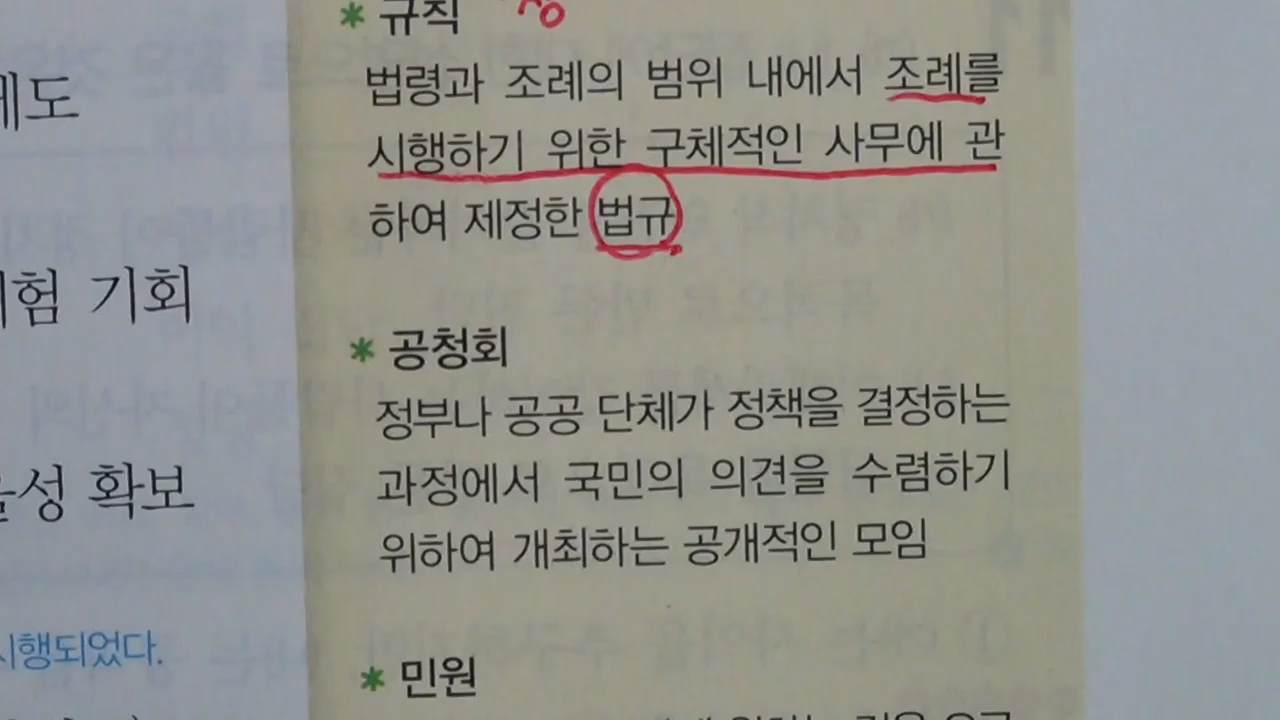 * 규칙
법령과 조례의 범위 내에서 조례를
시행하기 위한 구체적인 사무에 관
하여 제정한 법규
* 공청회
정부나 공공 단체가 정책을 결정하는
과정에서 국민의 의견을 수렴하기
위하여 개최하는 공개적인 모임
* 민원
기회
확보
시행되었다.